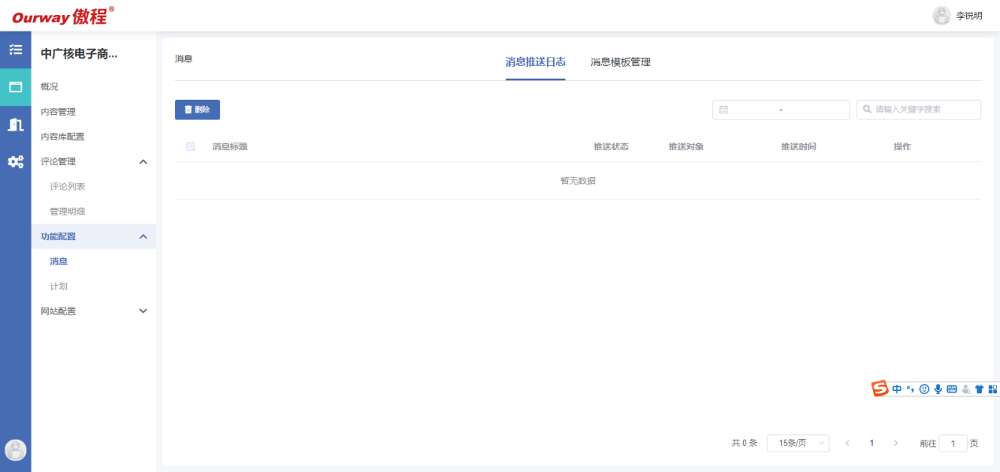 Ourway 傲程®
李锐明
中广核电子商...
概况
内容管理
内容库配置
评论管理
评论列表
管理明细
功能配置
消息
计划
网站配置
消息
消息推送日志
消息模板管理
删除
-
请输入关键字搜索
消息标题
推送状态
推送对象
推送时间
操作
暂无数据
中
共 0 条
15条/页
1
前往 1 页